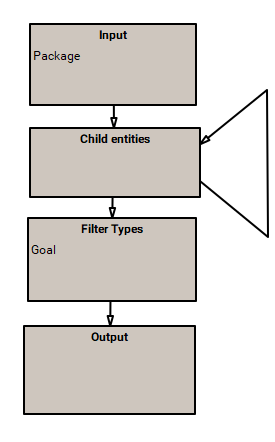 Input
Package
Child entities
Filter Types
Goal
Output